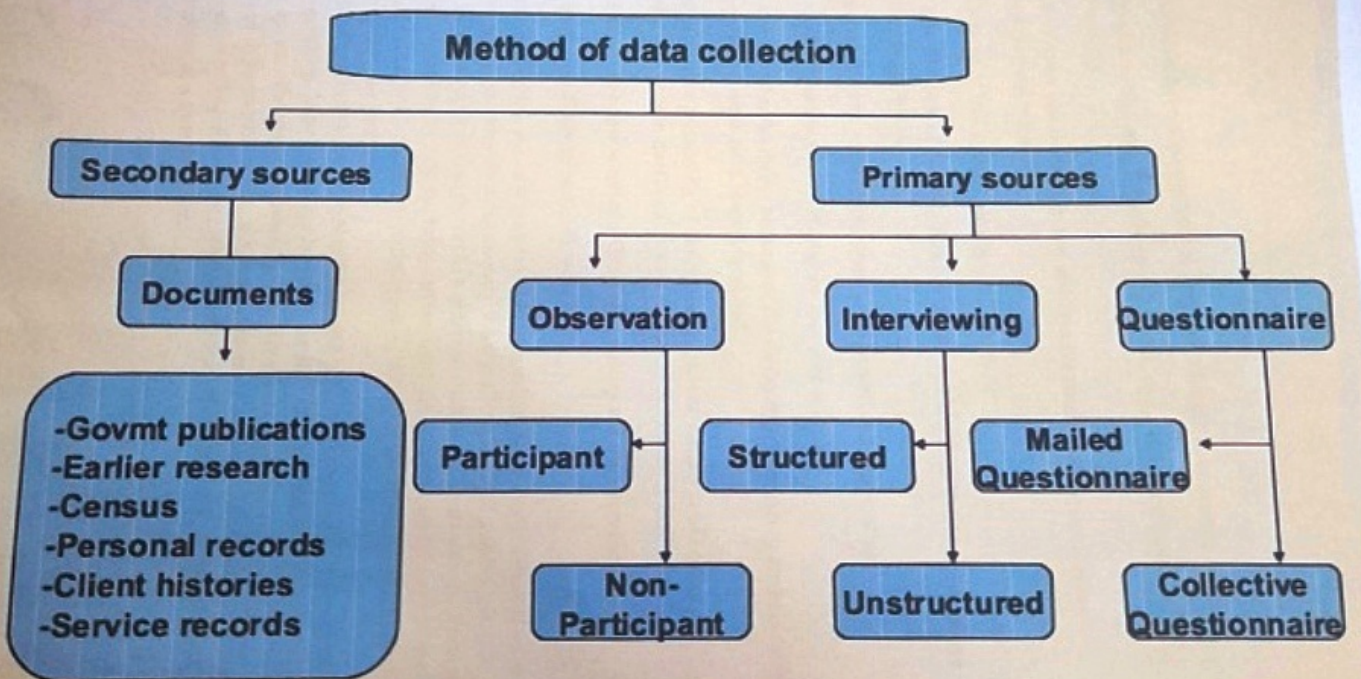 Method of data collection
Secondary sources
Primary sources
Documents
Observation
Interviewing
Questionnaire
-Govmt publications
-Earlier research
-Census
-Personal records
-Client histories
-Service records
Participant
Structured
Mailed
Questionnaire
Non-
Participant
Unstructured
Collective
Questionnaire